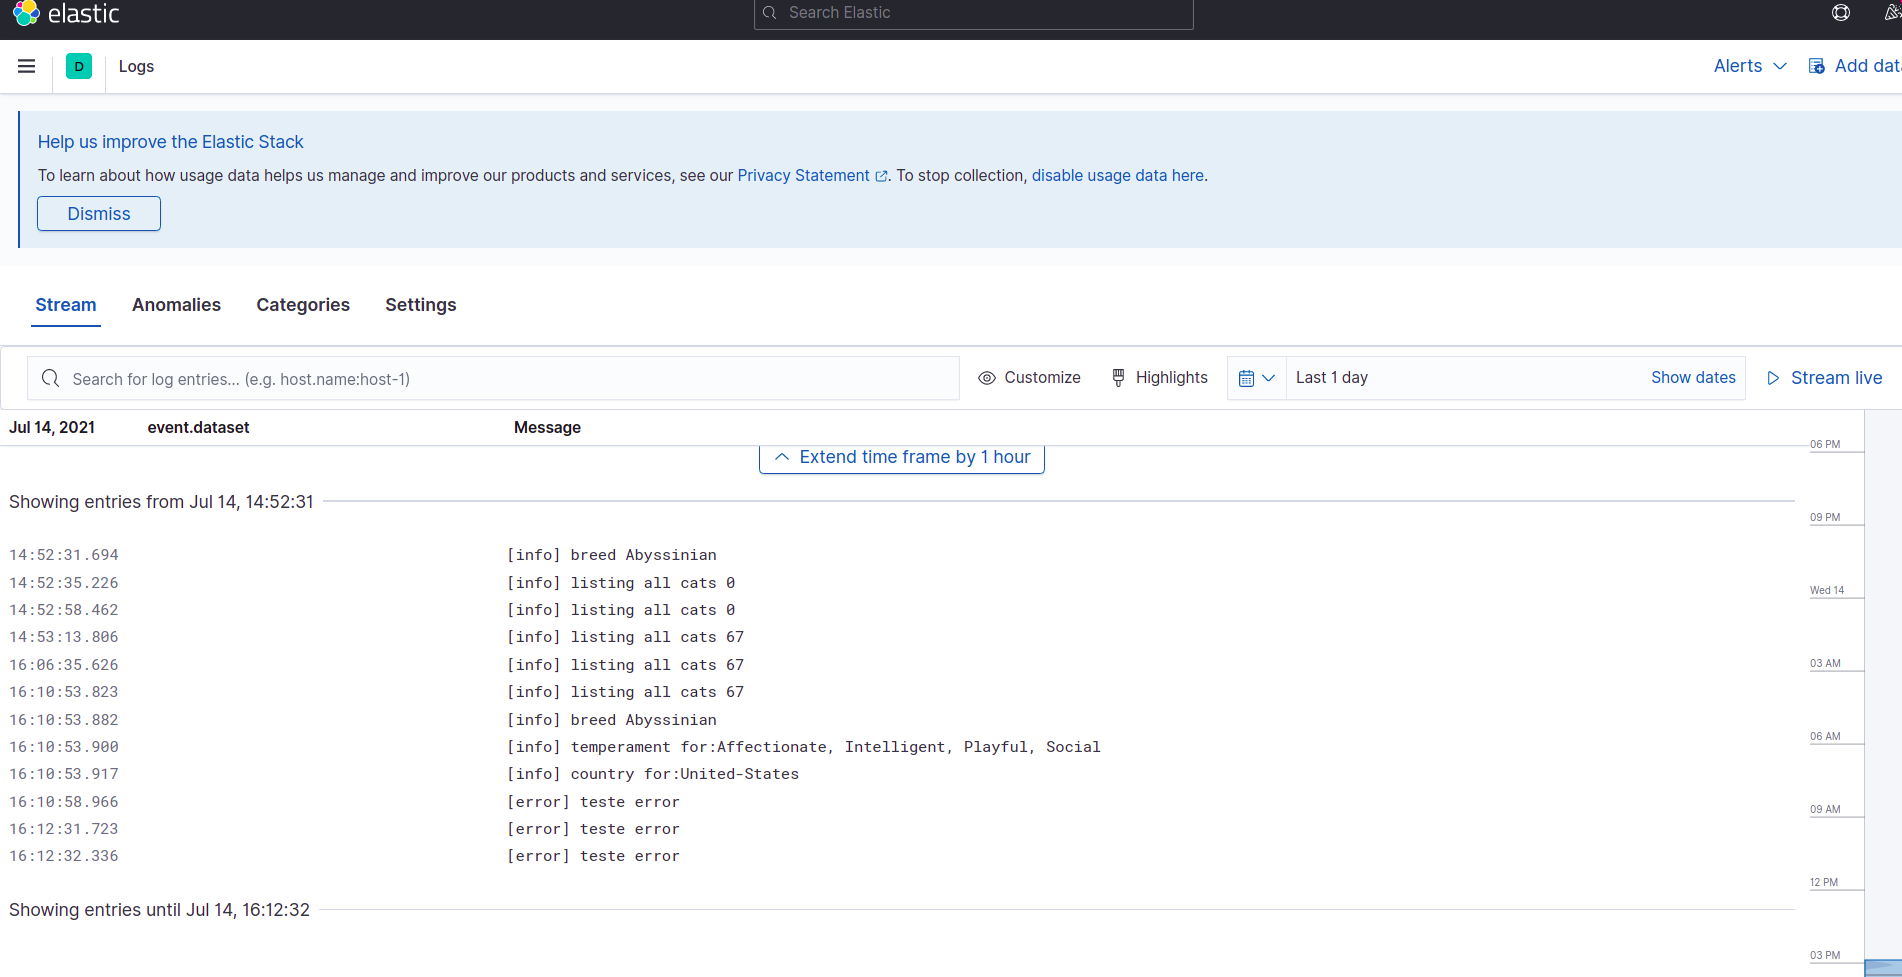 elastic
Search Elastic
D
Logs
Alerts
Add dat
Help us improve the Elastic Stack
To learn about how usage data helps us manage and improve our products and services, see our Privacy Statement. To stop collection, disable usage data here.
Dismiss
Stream Anomalies Categories Settings
Search for log entries... (e.g. host.name:host-1)
Customize
Highlights
Last 1 day
Show dates
Stream live
Jul 14, 2021 event.dataset Message
06 PM
Extend time frame by 1 hour
Showing entries from Jul 14, 14:52:31
09 PM
14:52:31.694 [info] breed Abyssinian
14:52:35.226 [info] listing all cats 0
Wed 14
14:52:58.462 [info] listing all cats 0
14:53:13.806 [info] listing all cats 67
03 AM
16:06:35.626 [info] listing all cats 67
16:10:53.823 [info] listing all cats 67
16:10:53.882 [info] breed Abyssinian
06 AM
16:10:53.900 [info] temperament for:Affectionate, Intelligent, Playful, Social
16:10:53.917 [info] country for:United-States
16:10:58.966 [error] teste error
09 AM
16:12:31.723 [error] teste error
16:12:32.336 [error] teste error
12 PM
Showing entries until Jul 14, 16:12:32
03 PM